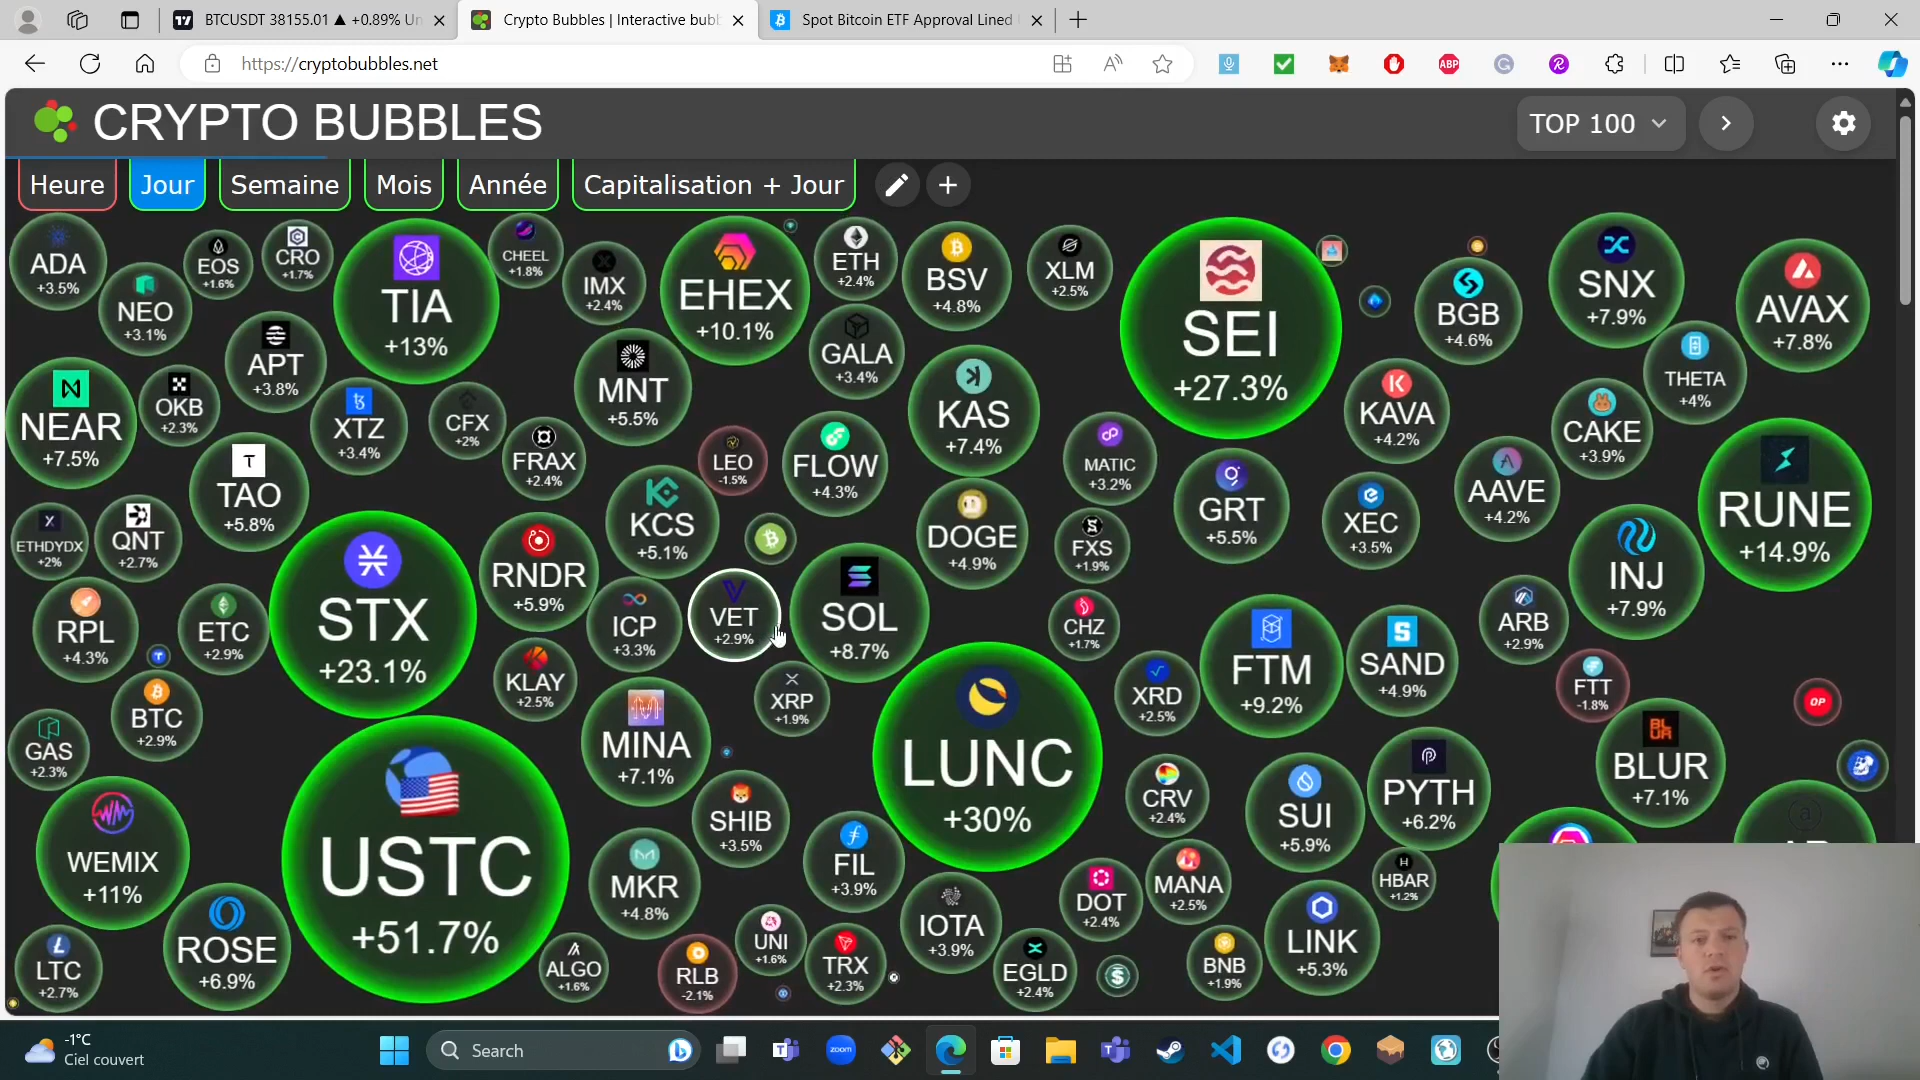 BTCUSDT 38155.01 ▲ +0.89% Un
Crypto Bubbles | Interactive bubb
Spot Bitcoin ETF Approval Lined
https://cryptobubbles.net
CRYPTO BUBBLES
TOP 100
Heure
Jour
Semaine
Mois
Année
Capitalisation + Jour
ADA
+3.5%
NEO
+3.1%
EOS
+1.6%
CRO
+1.7%
TIA
+13%
CHEEL
+1.8%
IMX
+2.4%
EHEX
+10.1%
ETH
+2.4%
BSV
+4.8%
XLM
+2.5%
SEI
+27.3%
BGB
+4.6%
SNX
+7.9%
AVAX
+7.8%
NEAR
+7.5%
OKB
+2.3%
APT
+3.8%
XTZ
+3.4%
CFX
+2%
MNT
+5.5%
GALA
+3.4%
KAS
+7.4%
KAVA
+4.2%
THETA
+4%
CAKE
+3.9%
TAO
+5.8%
FRAX
+2.4%
LEO
-1.5%
FLOW
+4.3%
MATIC
+3.2%
GRT
+5.5%
XEC
+3.5%
AAVE
+4.2%
RUNE
+14.9%
ETHDYDX
+2%
QNT
+2.7%
KCS
+5.1%
DOGE
+4.9%
FXS
+1.9%
INJ
+7.9%
RPL
+4.3%
ETC
+2.9%
STX
+23.1%
RNDR
+5.9%
ICP
+3.3%
VET
+2.9%
SOL
+8.7%
CHZ
+1.7%
FTM
+9.2%
SAND
+4.9%
ARB
+2.9%
FTT
-1.8%
OP
GAS
+2.3%
BTC
+2.9%
KLAY
+2.5%
MINA
+7.1%
XRP
+1.9%
LUNC
+30%
XRD
+2.5%
CRV
+2.4%
SUI
+5.9%
PYTH
+6.2%
BLUR
+7.1%
WEMIX
+11%
USTC
+51.7%
SHIB
+3.5%
MKR
+4.8%
FIL
+3.9%
MANA
+2.5%
DOT
+2.4%
HBAR
+1.2%
LTC
+2.7%
ROSE
+6.9%
ALGO
+1.6%
RLB
-2.1%
UNI
+1.6%
TRX
+2.3%
IOTA
+3.9%
EGLD
+2.4%
BNB
+1.9%
LINK
+5.3%
-1°C
Ciel couvert
Search
zoom